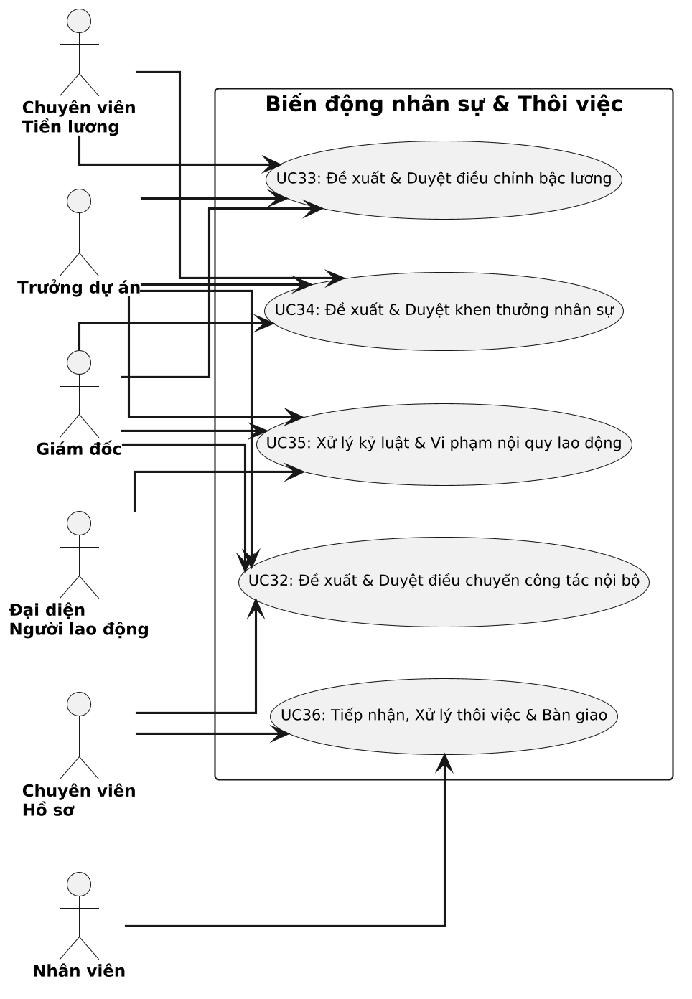 Chuyên viên
Tiền lương
Biến động nhân sự & Thôi việc
UC33: Đề xuất & Duyệt điều chỉnh bậc lương
Trưởng dự án
UC34: Đề xuất & Duyệt khen thưởng nhân sự
Giám đốc
UC35: Xử lý kỷ luật & Vi phạm nội quy lao động
UC32: Đề xuất & Duyệt điều chuyển công tác nội bộ
Đại diện
Người lao động
UC36: Tiếp nhận, Xử lý thôi việc & Bàn giao
Chuyên viên
Hồ sơ
Nhân viên